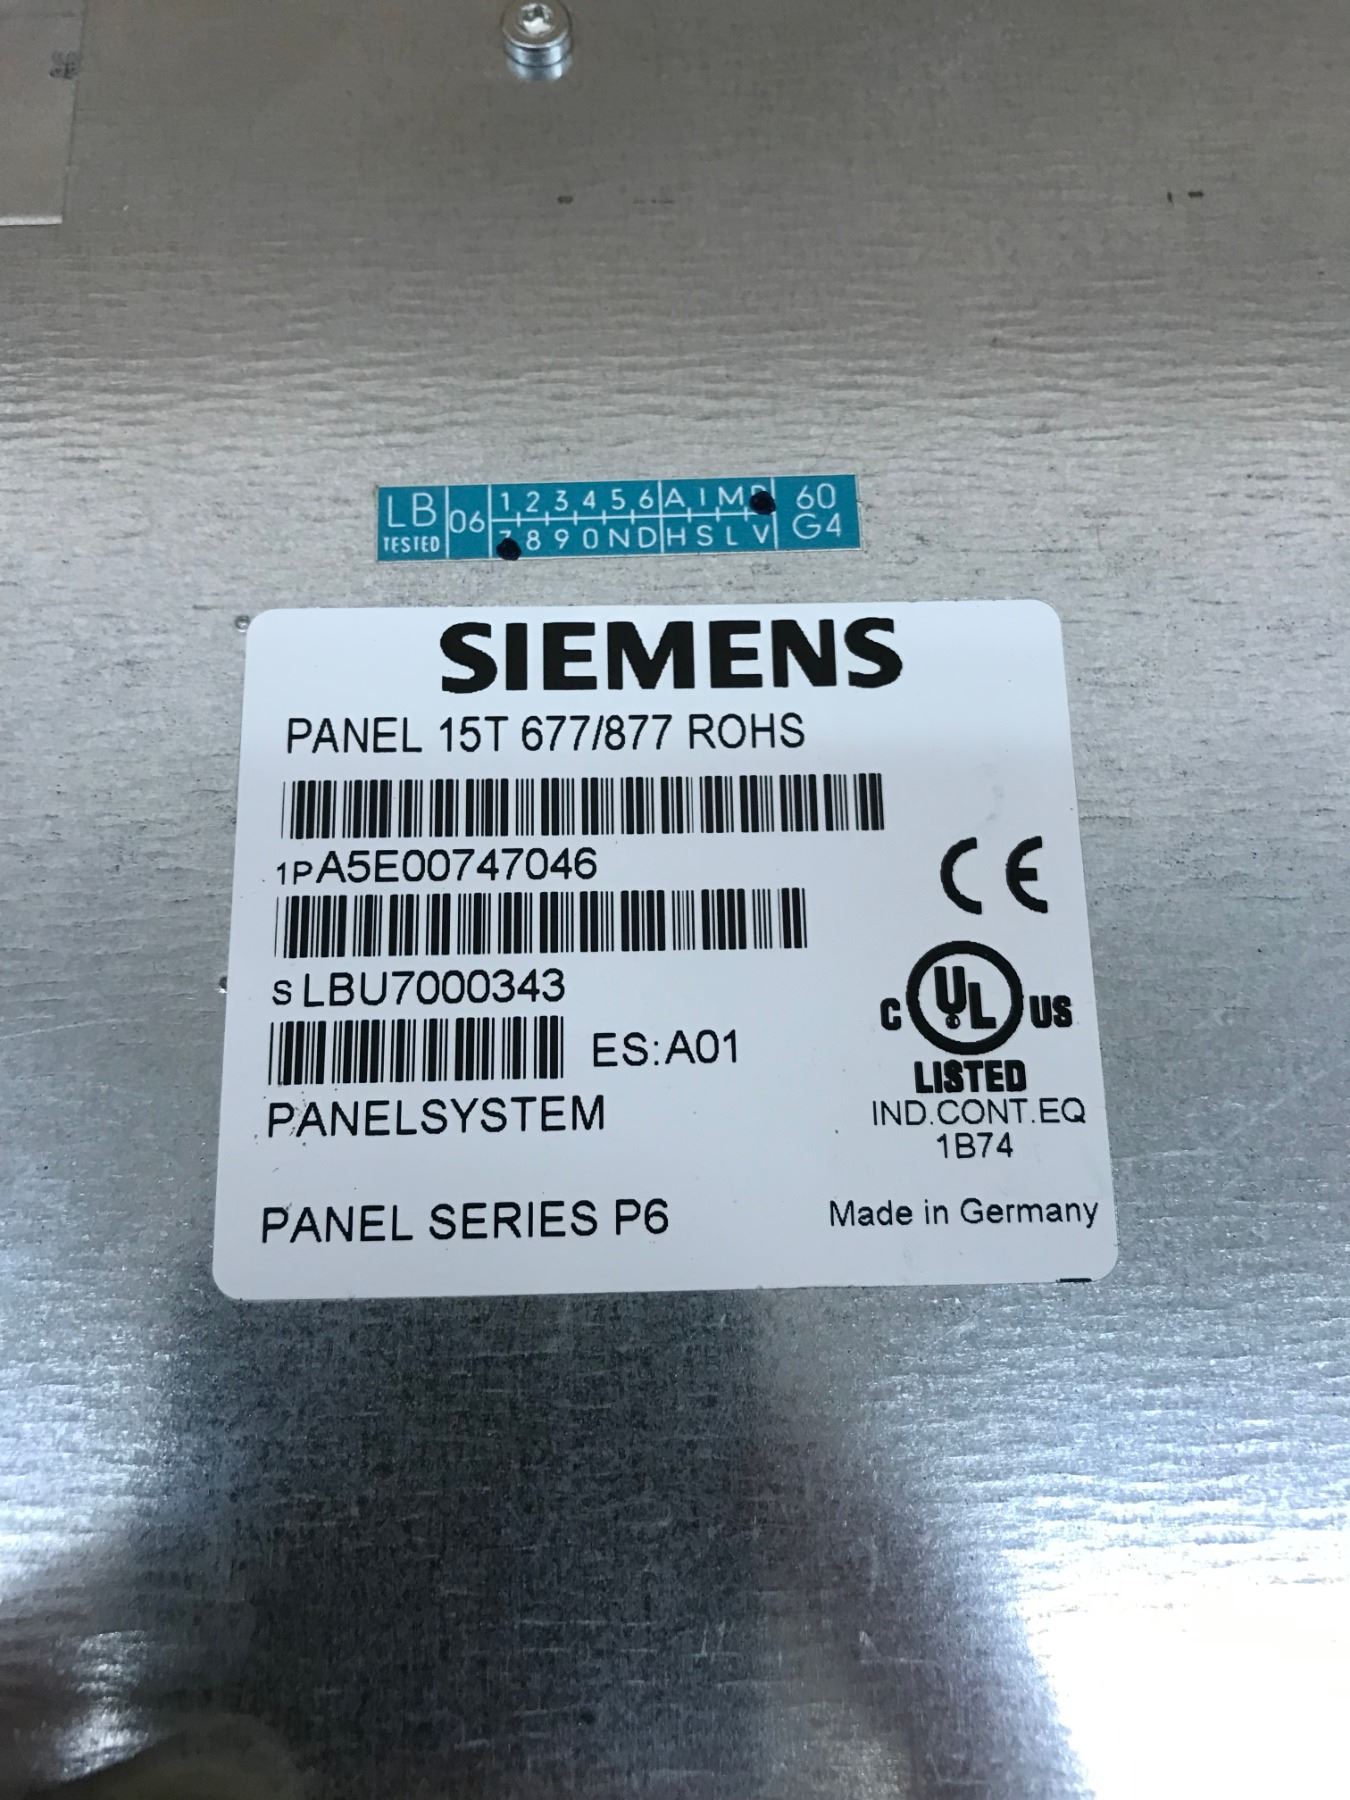 LB 06 1,2,3,4,5,6 A I M 60
TESTED 8 9 0 N D H S L V G4
SIEMENS
PANEL 15T 677/877 ROHS
1P A5E00747046
S LBU7000343
ES:A01
PANELSYSTEM
PANEL SERIES P6
CE
C UL US
LISTED
IND.CONT.EQ
1B74
Made in Germany